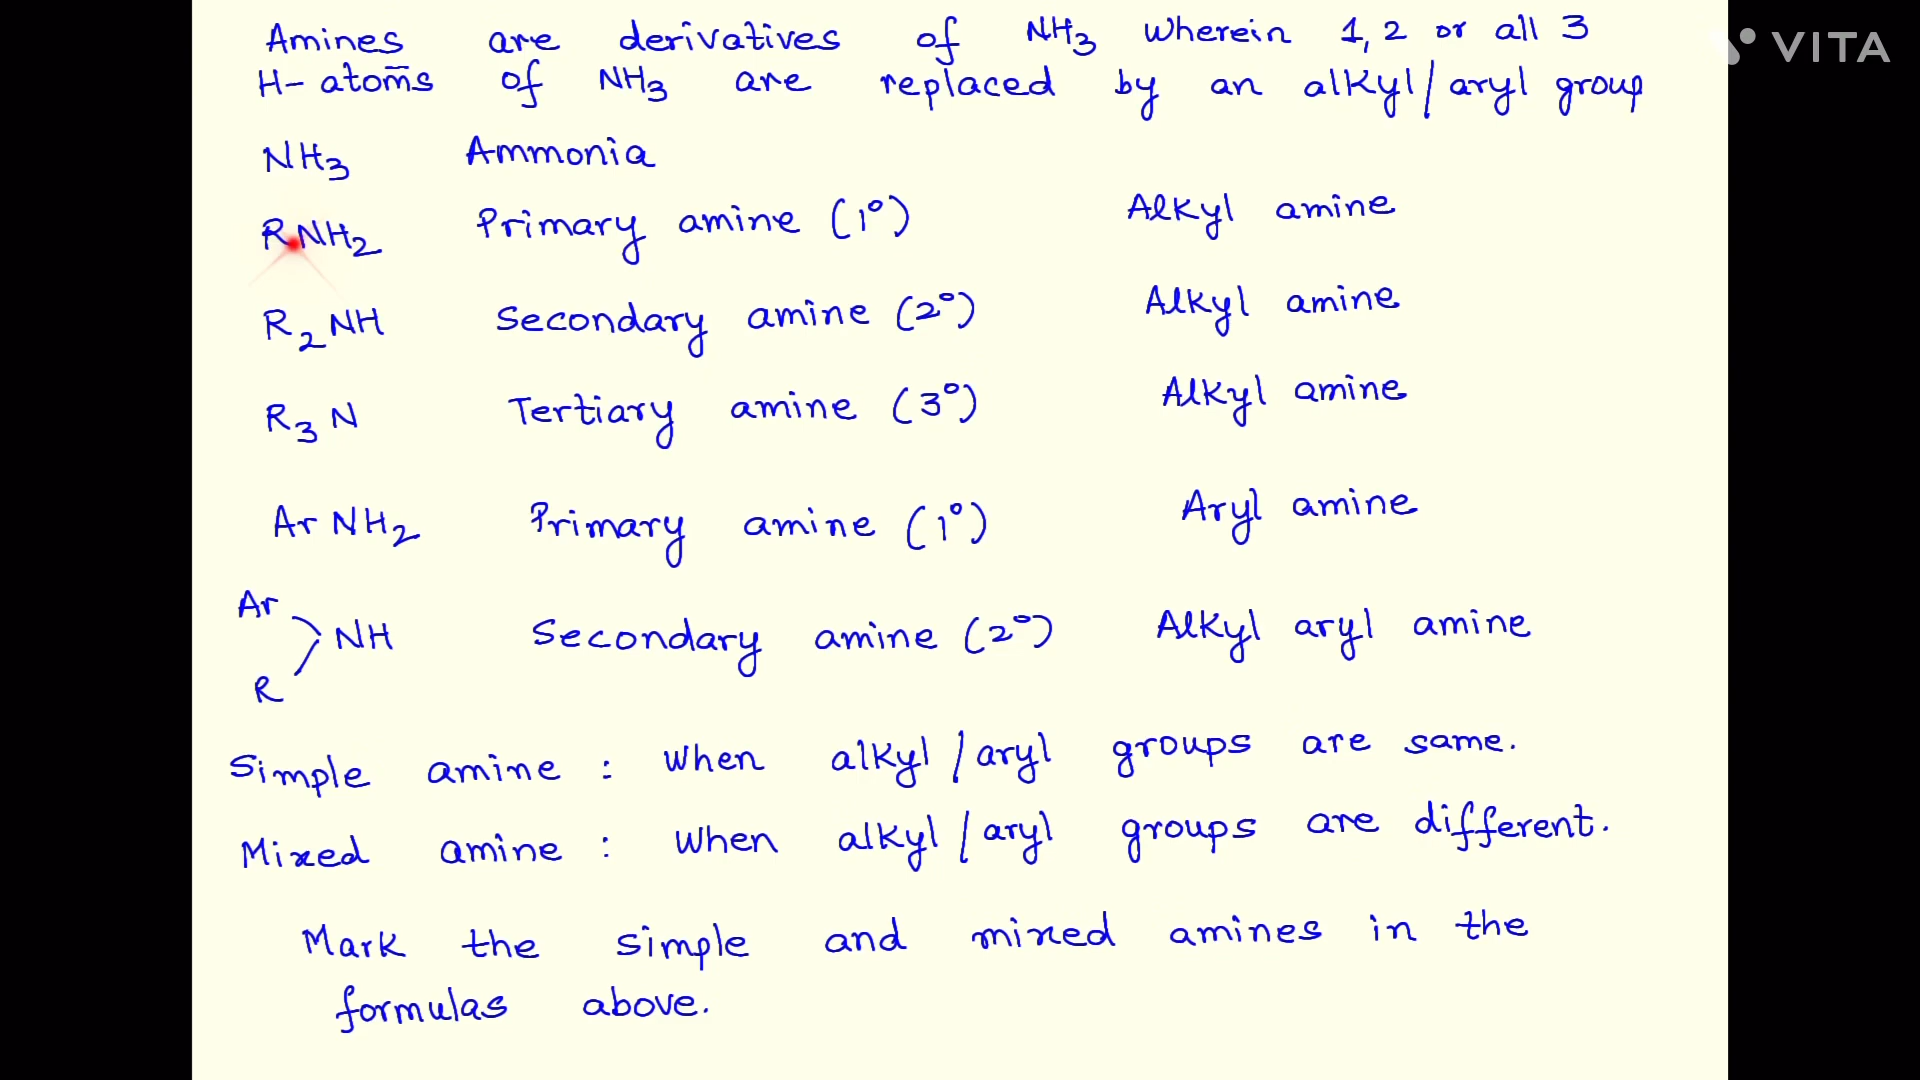 Amines are derivatives of NH3 wherein 1, 2 or all 3
H-atoms of NH3 are replaced by an alkyl/aryl group
NH3 Ammonia
RNH2 Primary amine (1°) Alkyl amine
R2NH Secondary amine (2°) Alkyl amine
R3N Tertiary amine (3°) Alkyl amine
ArNH2 Primary amine (1°) Aryl amine
Ar
NH Secondary amine (2°) Alkyl aryl amine
R
Simple amine : When alkyl/aryl groups are same.
Mixed amine : When alkyl/aryl groups are different.
Mark the simple and mixed amines in the
formulas above.
VITA